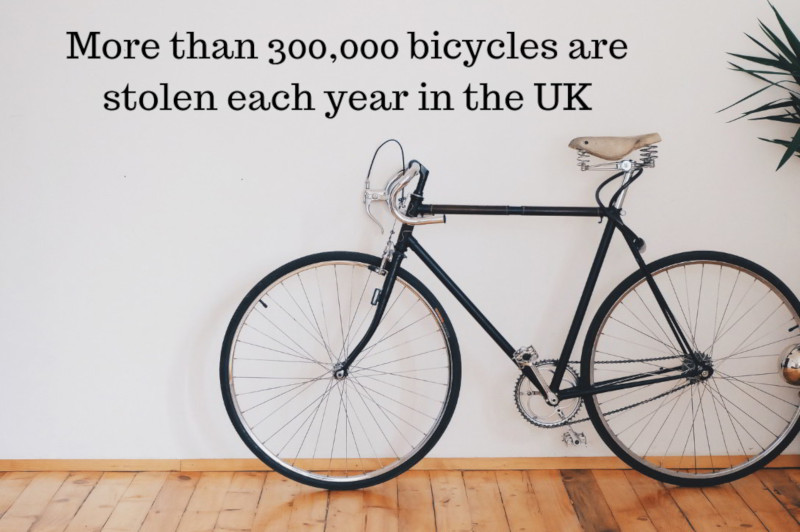 More than 300,000 bicycles are
stolen each year in the UK